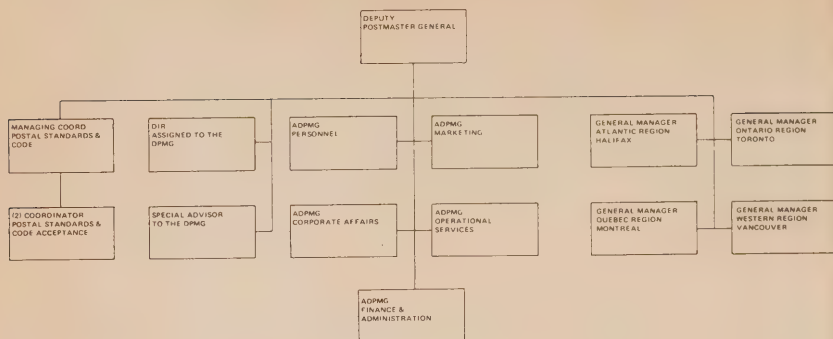 DEPUTY
POSTMASTER GENERAL
MANAGING COORD
POSTAL STANDARDS &
CODE
DIR
ASSIGNED TO THE
DPMG
ADPMG
PERSONNEL
ADPMG
MARKETING
GENERAL MANAGER
ATLANTIC REGION
HALIFAX
GENERAL MANAGER
ONTARIO REGION
TORONTO
(2) COORDINATOR
POSTAL STANDARDS &
CODE ACCEPTANCE
SPECIAL ADVISOR
TO THE DPMG
ADPMG
CORPORATE AFFAIRS
ADPMG
OPERATIONAL
SERVICES
GENERAL MANAGER
QUEBEC REGION
MONTREAL
GENERAL MANAGER
WESTERN REGION
VANCOUVER
ADPMG
FINANCE &
ADMINISTRATION